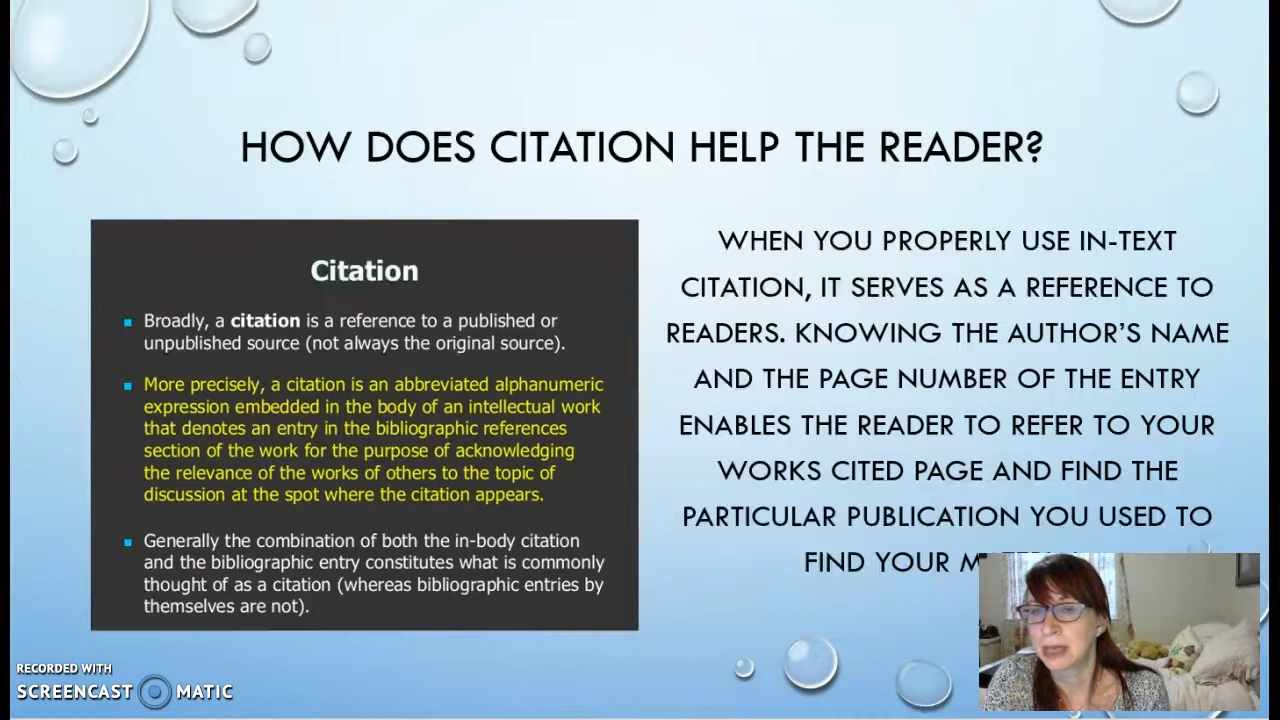 HOW DOES CITATION HELP THE READER?
Citation
Broadly, a citation is a reference to a published or
unpublished source (not always the original source).
More precisely, a citation is an abbreviated alphanumeric
expression embedded in the body of an intellectual work
that denotes an entry in the bibliographic references
section of the work for the purpose of acknowledging
the relevance of the works of others to the topic of
discussion at the spot where the citation appears.
Generally the combination of both the in-body citation
and the bibliographic entry constitutes what is commonly
thought of as a citation (whereas bibliographic entries by
themselves are not).
WHEN YOU PROPERLY USE IN-TEXT
CITATION, IT SERVES AS A REFERENCE TO
READERS. KNOWING THE AUTHOR’S NAME
AND THE PAGE NUMBER OF THE ENTRY
ENABLES THE READER TO REFER TO YOUR
WORKS CITED PAGE AND FIND THE
PARTICULAR PUBLICATION YOU USED TO
FIND YOUR
RECORDED WITH
SCREENCAST MATIC